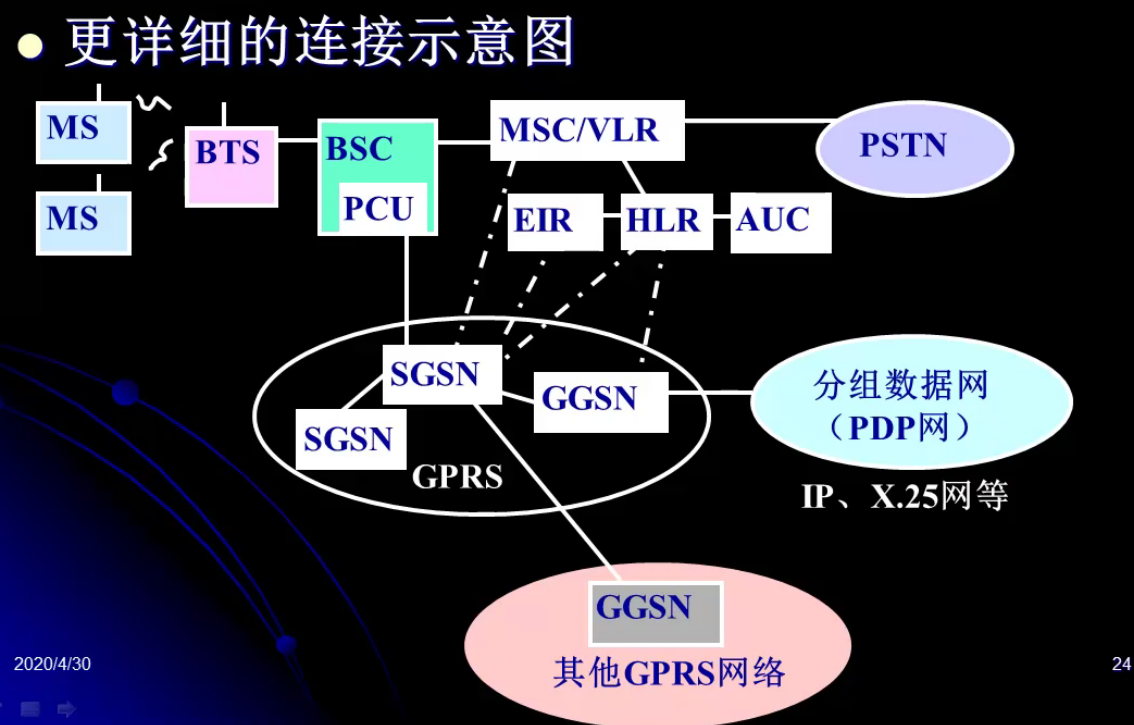 更详细的连接示意图
MS
BTS
BSC
MSC/VLR
PSTN
MS
PCU
EIR
HLR
AUC
SGSN
GGSN
分组数据网
（PDP网）
SGSN
GPRS
IP、X.25网等
GGSN
其他GPRS网络
2020/4/30
24